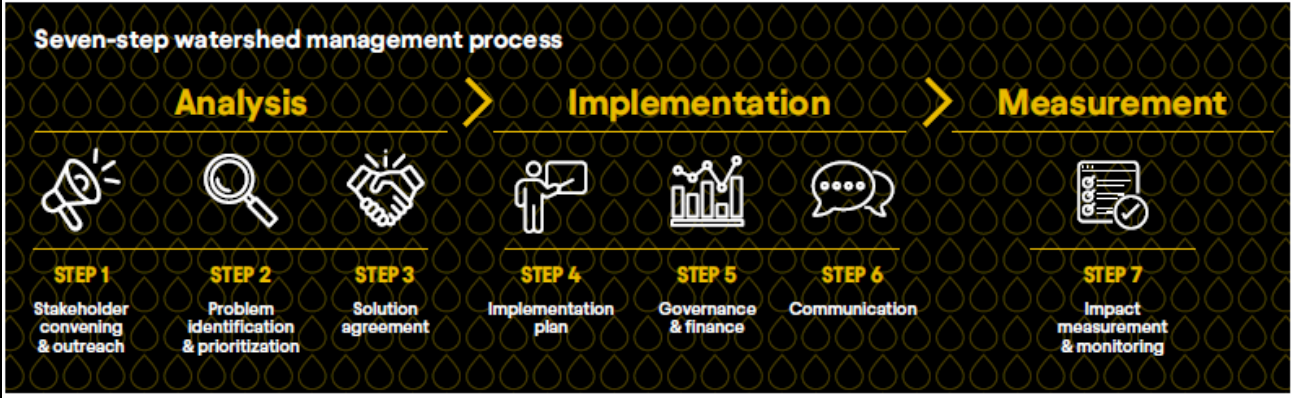 Seven-step watershed management process
Analysis
Implementation
Measurement
STEP 1
Stakeholder
convening
& outreach
STEP 2
Problem
identification
& prioritization
STEP 3
Solution
agreement
STEP 4
Implementation
plan
STEP 5
Governance
& finance
STEP 6
Communication
STEP 7
Impact
measurement
& monitoring